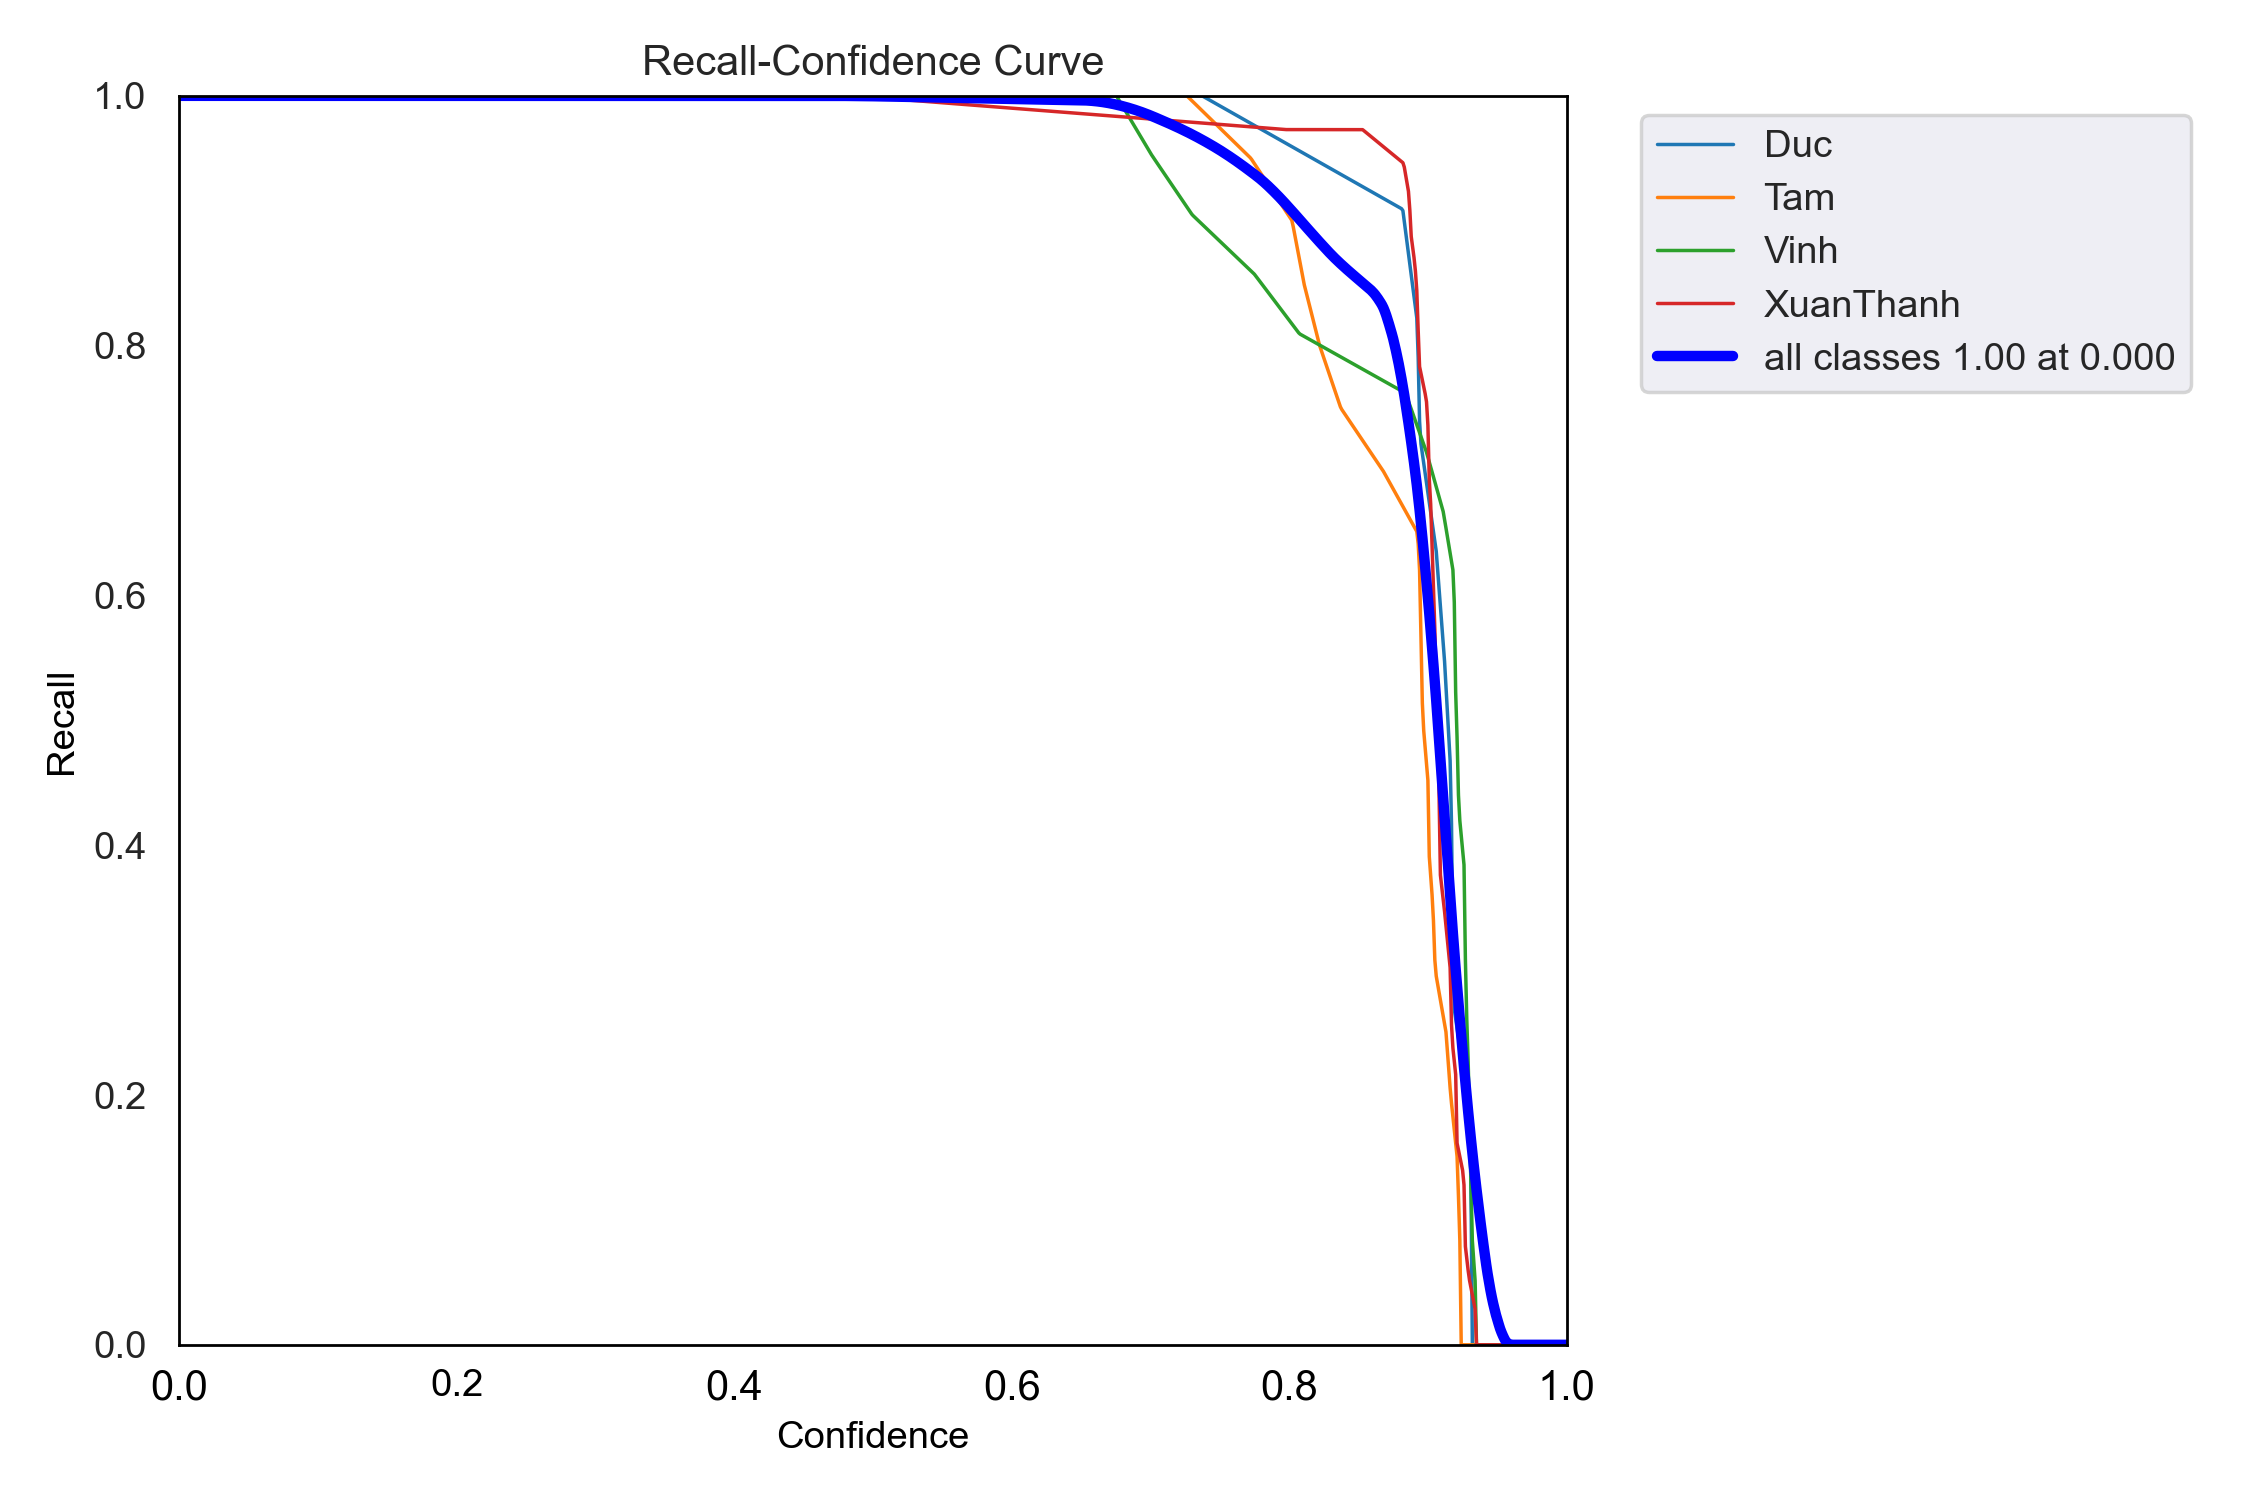 Recall-Confidence Curve
1.0
0.8
0.6
0.4
0.2
0.0
Recall
0.0 0.2 0.4 0.6 0.8 1.0
Confidence
Duc
Tam
Vinh
XuanThanh
all classes 1.00 at 0.000